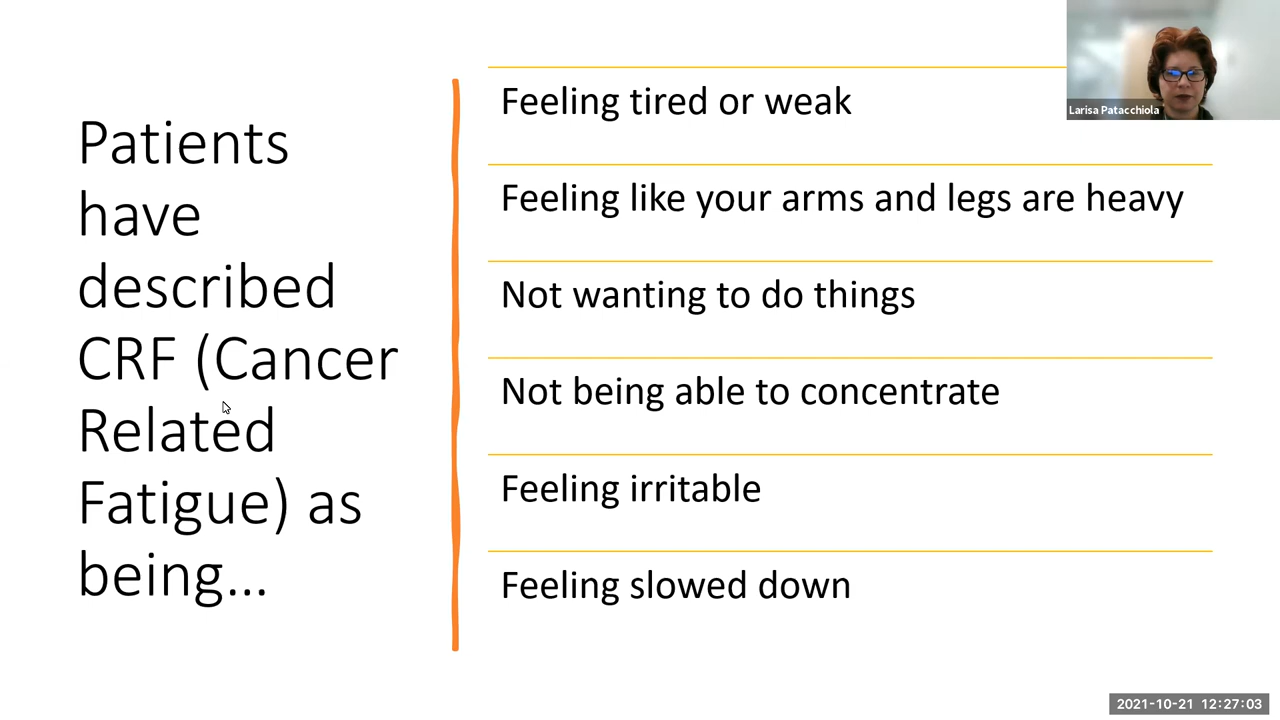 Patients
have
described
CRF (Cancer
Related
Fatigue) as
being...
Feeling tired or weak
Feeling like your arms and legs are heavy
Not wanting to do things
Not being able to concentrate
Feeling irritable
Feeling slowed down
Larisa Patacchiola
2021-10-21 12:27:03